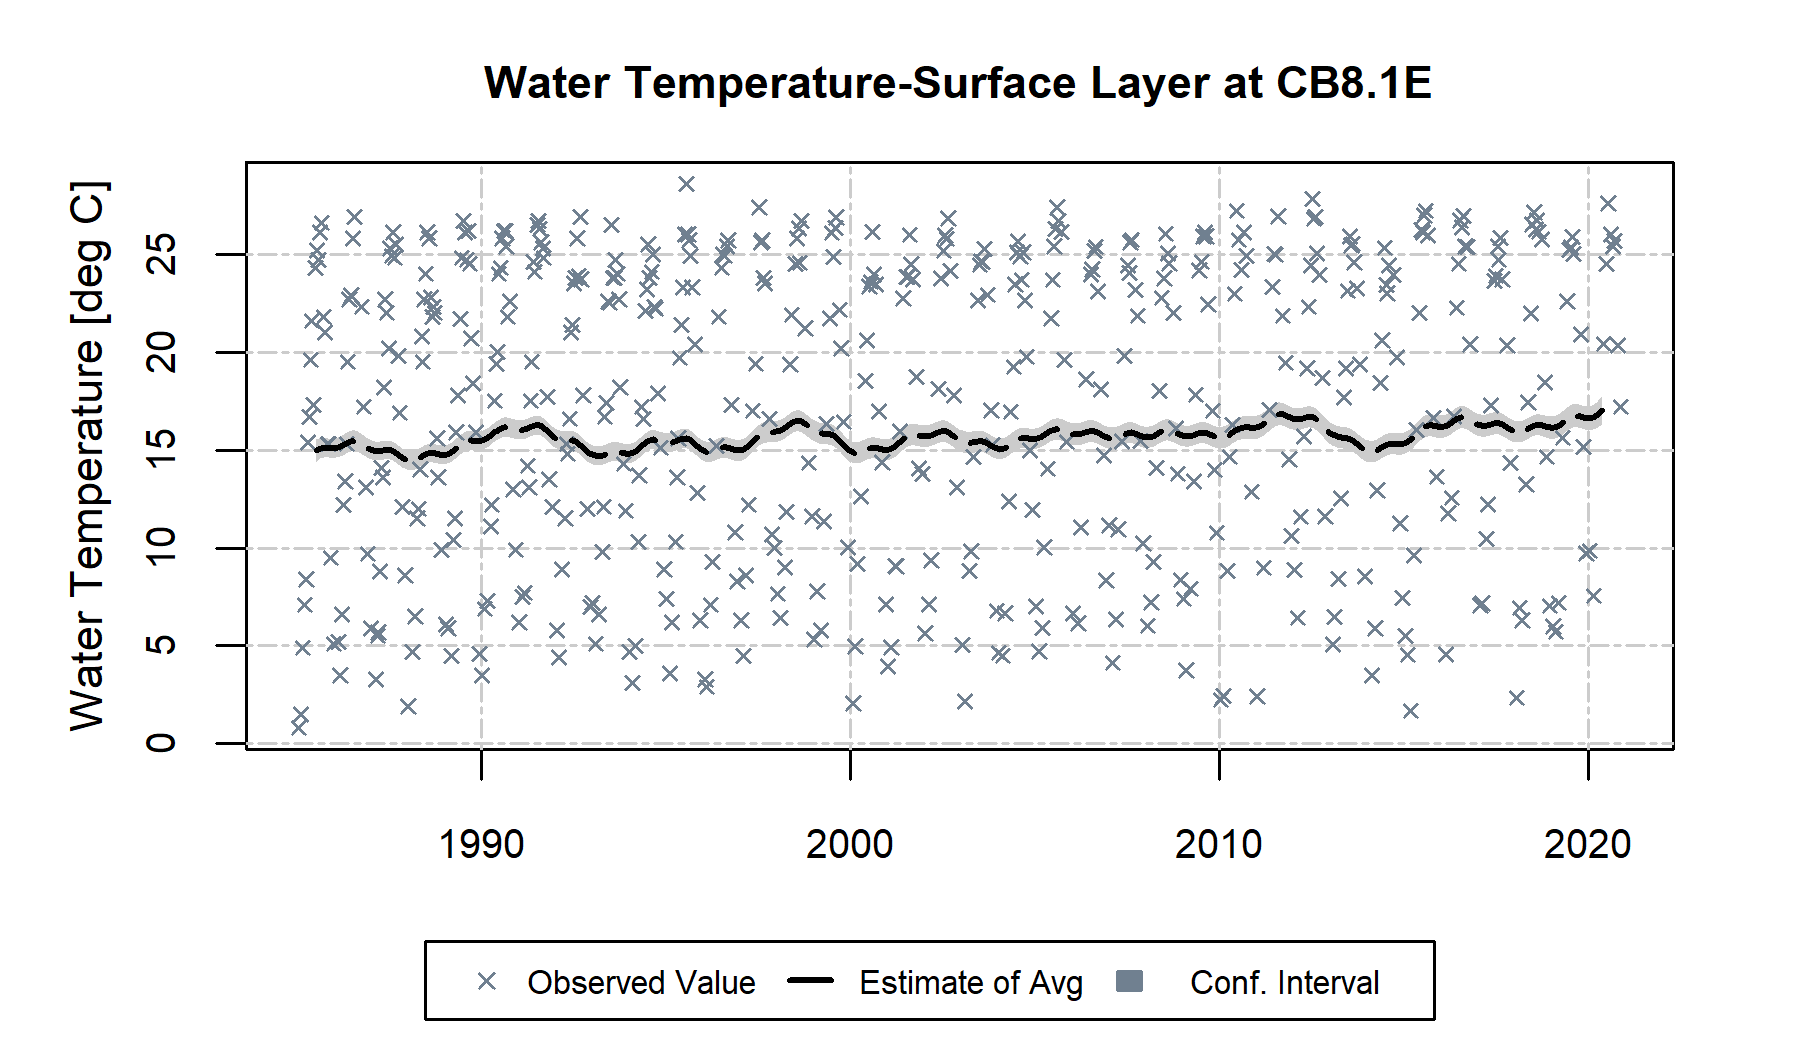 Water Temperature-Surface Layer at CB8.1E
Water Temperature [deg C]
25
20
15
10
5
0
1990 2000 2010 2020
Observed Value Estimate of Avg Conf. Interval